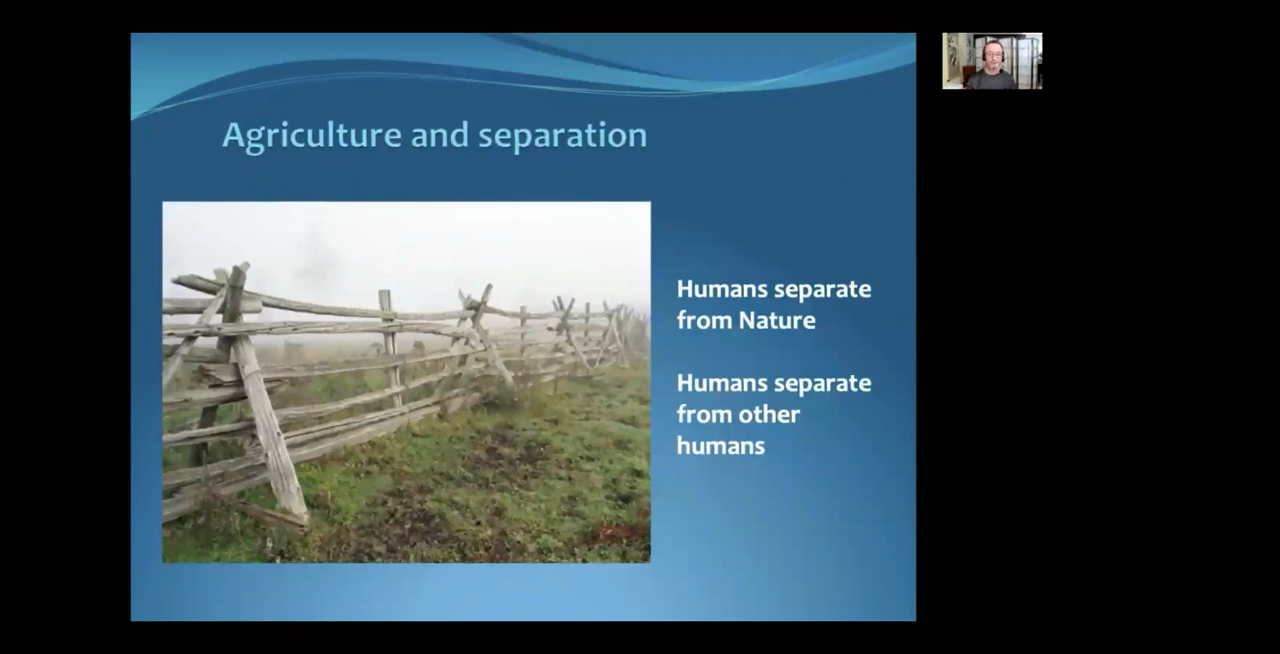 Agriculture and separation
Humans separate
from Nature
Humans separate
from other
humans